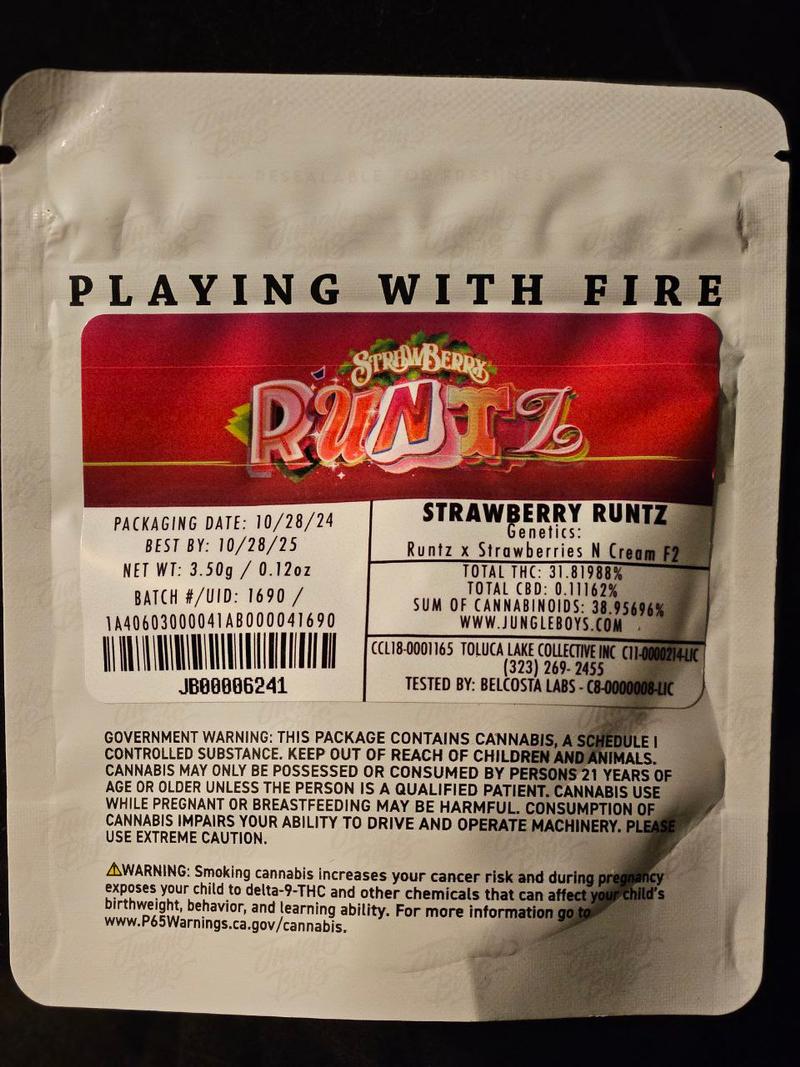 Jungle Boys
RESEALABLE FOR FRESHNESS
PLAYING WITH FIRE
STRAWBERRY
RUNTZ
PACKAGING DATE: 10/28/24
BEST BY: 10/28/25
NET WT: 3.50g / 0.12oz
BATCH #/UID: 1690 /
1A40603000041AB000041690
JB00006241
STRAWBERRY RUNTZ
Genetics:
Runtz x Strawberries N Cream F2
TOTAL THC: 31.81988%
TOTAL CBD: 0.11162%
SUM OF CANNABINOIDS: 38.95696%
WWW.JUNGLEBOYS.COM
CCL18-0001165 TOLUCA LAKE COLLECTIVE INC C11-0000214-LIC
(323) 269- 2455
TESTED BY: BELCOSTA LABS - C8-0000008-LIC
GOVERNMENT WARNING: THIS PACKAGE CONTAINS CANNABIS, A SCHEDULE I
CONTROLLED SUBSTANCE. KEEP OUT OF REACH OF CHILDREN AND ANIMALS.
CANNABIS MAY ONLY BE POSSESSED OR CONSUMED BY PERSONS 21 YEARS OF
AGE OR OLDER UNLESS THE PERSON IS A QUALIFIED PATIENT. CANNABIS USE
WHILE PREGNANT OR BREASTFEEDING MAY BE HARMFUL. CONSUMPTION OF
CANNABIS IMPAIRS YOUR ABILITY TO DRIVE AND OPERATE MACHINERY. PLEASE
USE EXTREME CAUTION.
⚠WARNING: Smoking cannabis increases your cancer risk and during pregnancy
exposes your child to delta-9-THC and other chemicals that can affect your child's
birthweight, behavior, and learning ability. For more information go to
www.P65Warnings.ca.gov/cannabis.